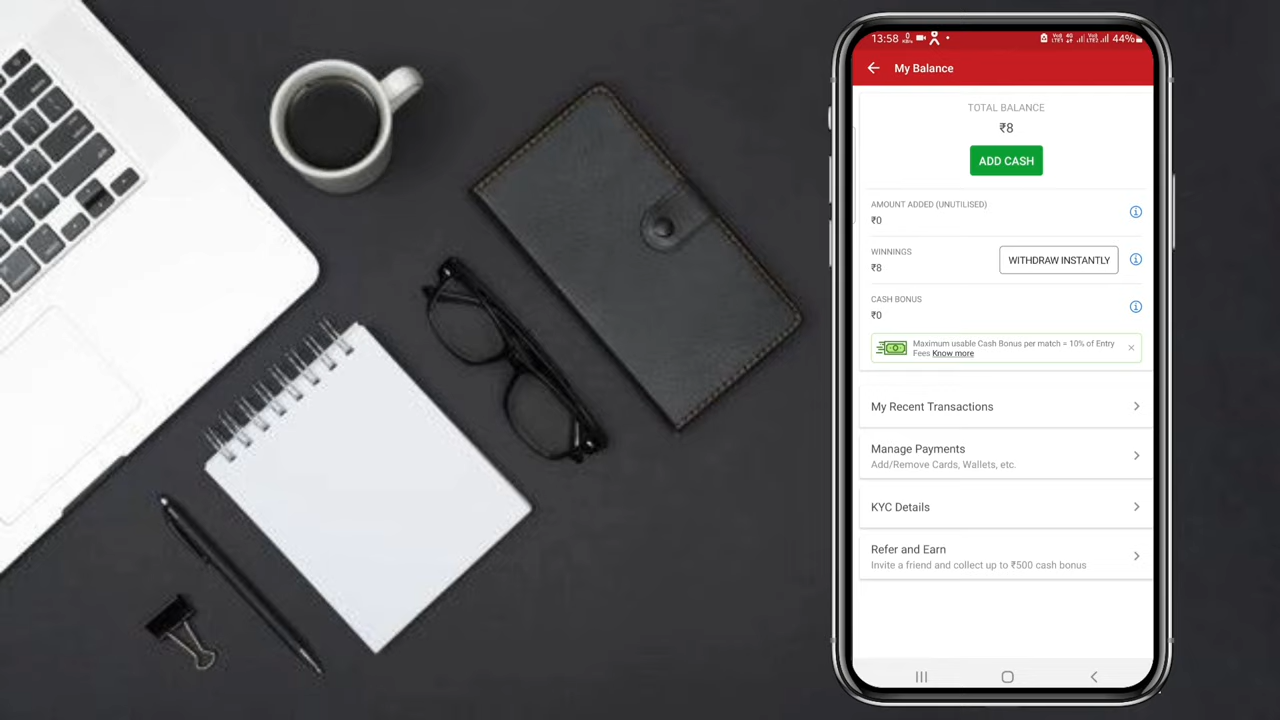 13:58
44%
My Balance
TOTAL BALANCE
₹8
ADD CASH
AMOUNT ADDED (UNUTILISED)
₹0
WINNINGS
₹8
WITHDRAW INSTANTLY
CASH BONUS
₹0
Maximum usable Cash Bonus per match = 10% of Entry
Fees Know more
My Recent Transactions
Manage Payments
Add/Remove Cards, Wallets, etc.
KYC Details
Refer and Earn
Invite a friend and collect up to ₹500 cash bonus